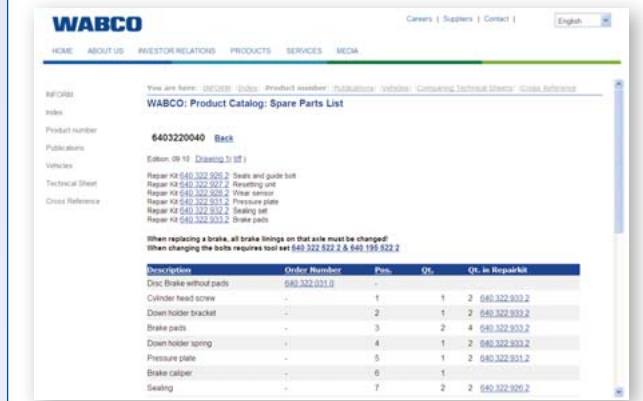 WABCO
Careers | Suppliers | Contact |
English
HOME ABOUT US INVESTOR RELATIONS PRODUCTS SERVICES MEDIA
INFORM
Index
Product number
Publications
Vehicles
Technical Sheet
Cross Reference
You are here: INFORM Index Product number Publications Vehicles Comparing Technical Sheets Cross Reference
WABCO: Product Catalog: Spare Parts List
6403220040 Back
Edition: 09.10 Drawing 1( tiff )
Repair Kit 640 322 926 2 Seals and guide bolt
Repair Kit 640 322 927 2 Resetting unit
Repair Kit 640 322 928 2 Wear sensor
Repair Kit 640 322 931 2 Pressure plate
Repair Kit 640 322 932 2 Sealing set
Repair Kit 640 322 933 2 Brake pads
When replacing a brake, all brake linings on that axle must be changed!
When changing the bolts requires tool set 640 322 522 2 & 640 195 522 2
Description Order Number Pos. Qt. Qt. in Repairkit
Disc Brake without pads 640 322 031 0 -
Cylinder head screw - 1 1 2 640 322 933 2
Down holder bracket - 2 1 2 640 322 933 2
Brake pads - 3 2 4 640 322 933 2
Down holder spring - 4 1 2 640 322 933 2
Pressure plate - 5 1 2 640 322 931 2
Brake caliper - 6 1
Sealing - 7 2 2 640 322 926 2